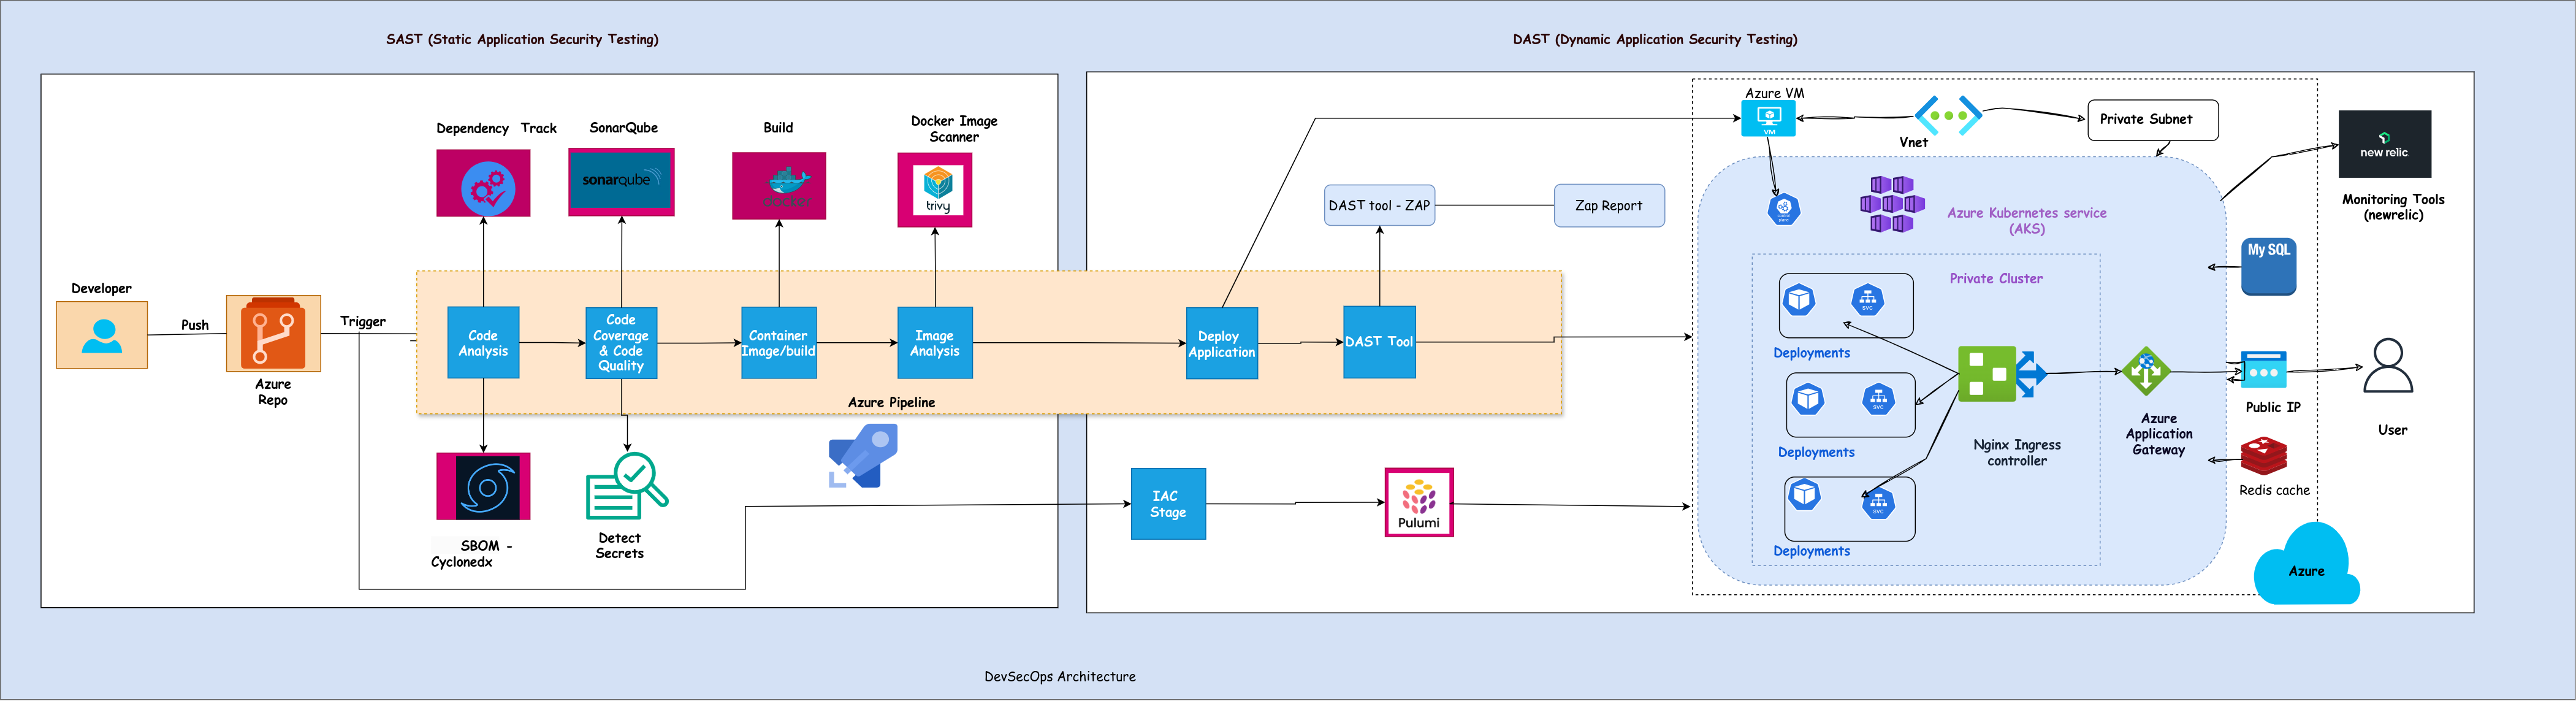 SAST (Static Application Security Testing)
DAST (Dynamic Application Security Testing)
Dependency Track
SonarQube
sonarqube
Build
docker
Docker Image
Scanner
trivy
Developer
Push
Azure
Repo
Trigger
Code
Analysis
Code
Coverage
& Code
Quality
Container
Image/build
Image
Analysis
Azure Pipeline
SBOM -
Cyclonedx
Detect
Secrets
Deploy
Application
DAST Tool
DAST tool - ZAP
Zap Report
IAC
Stage
Pulumi
Azure VM
VM
Vnet
Private Subnet
Azure Kubernetes service
(AKS)
Private Cluster
svc
Deployments
svc
Deployments
svc
Deployments
Nginx Ingress
controller
Azure
Application
Gateway
new relic
Monitoring Tools
(newrelic)
My SQL
Public IP
User
Redis cache
Azure
DevSecOps Architecture